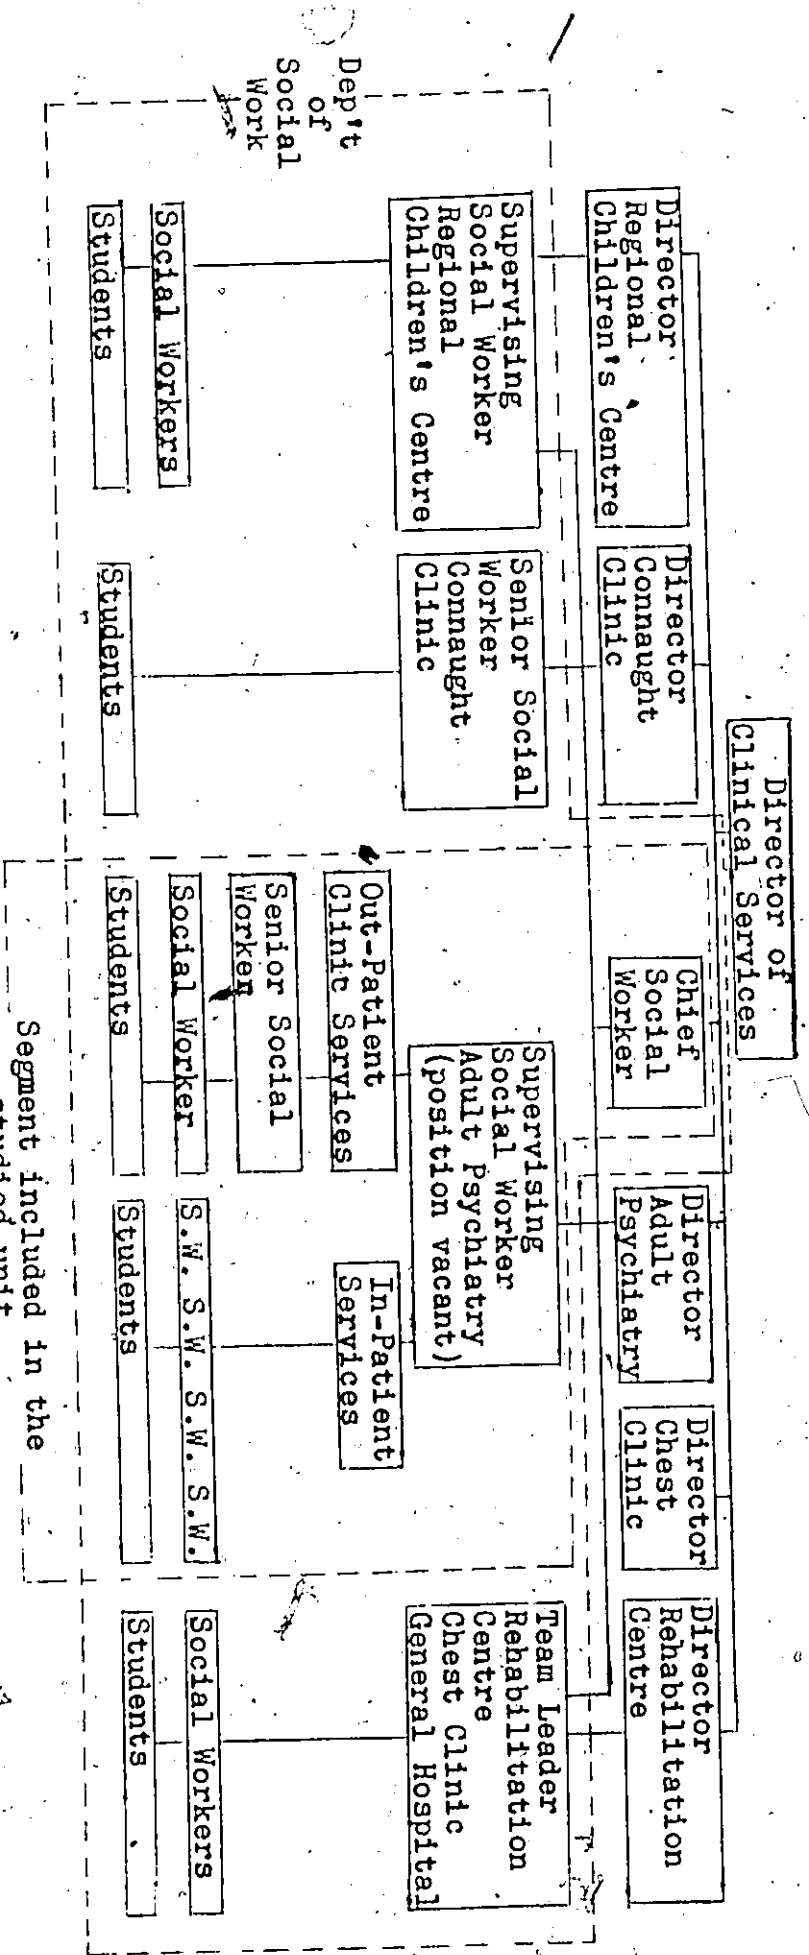 Director of
Clinical Services
Director
Regional
Children's Centre
Director
Connaught
Clinic
Chief
Social
Worker
Director
Adult
Psychiatry
Director
Chest
Clinic
Director
Rehabilitation
Centre
Dep't
of
Social
Work
Supervising
Social Worker
Regional
Children's Centre
Senior Social
Worker
Connaught
Clinic
Supervising
Social Worker
Adult Psychiatry
(position vacant)
Team Leader
Rehabilitation
Centre
Chest Clinic
General Hospital
Out-Patient
Clinic Services
In-Patient
Services
Senior Social
Worker
Social Workers
Social Worker
S.W. S.W. S.W. S.W.
Social Workers
Students
Students
Students
Students
Students
Segment included in the
studied unit